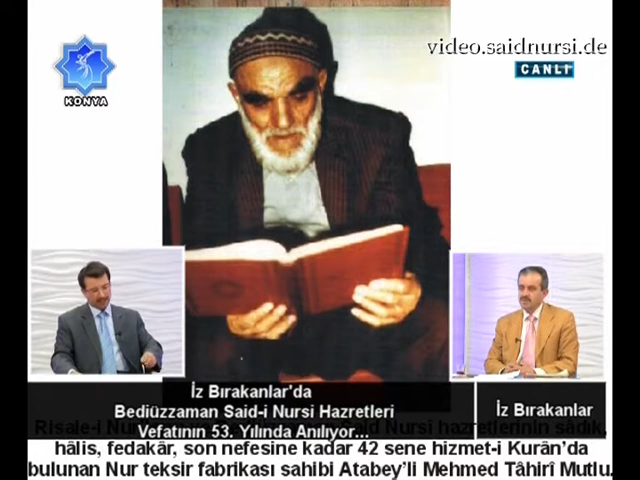 video.saidnursi.de
CANLI
KONYA
İz Bırakanlar'da
Bediüzzaman Said-i Nursi Hazretleri
Vefatının 53. Yılında Anılıyor...
İz Bırakanlar
Risale-i Nur Said Nursi hazretlerinin sâdık,
hâlis, fedakâr, son nefesine kadar 42 sene hizmet-i Kurân’da
bulunan Nur teksir fabrikası sahibi Atabey’li Mehmed Tâhirî Mutlu.